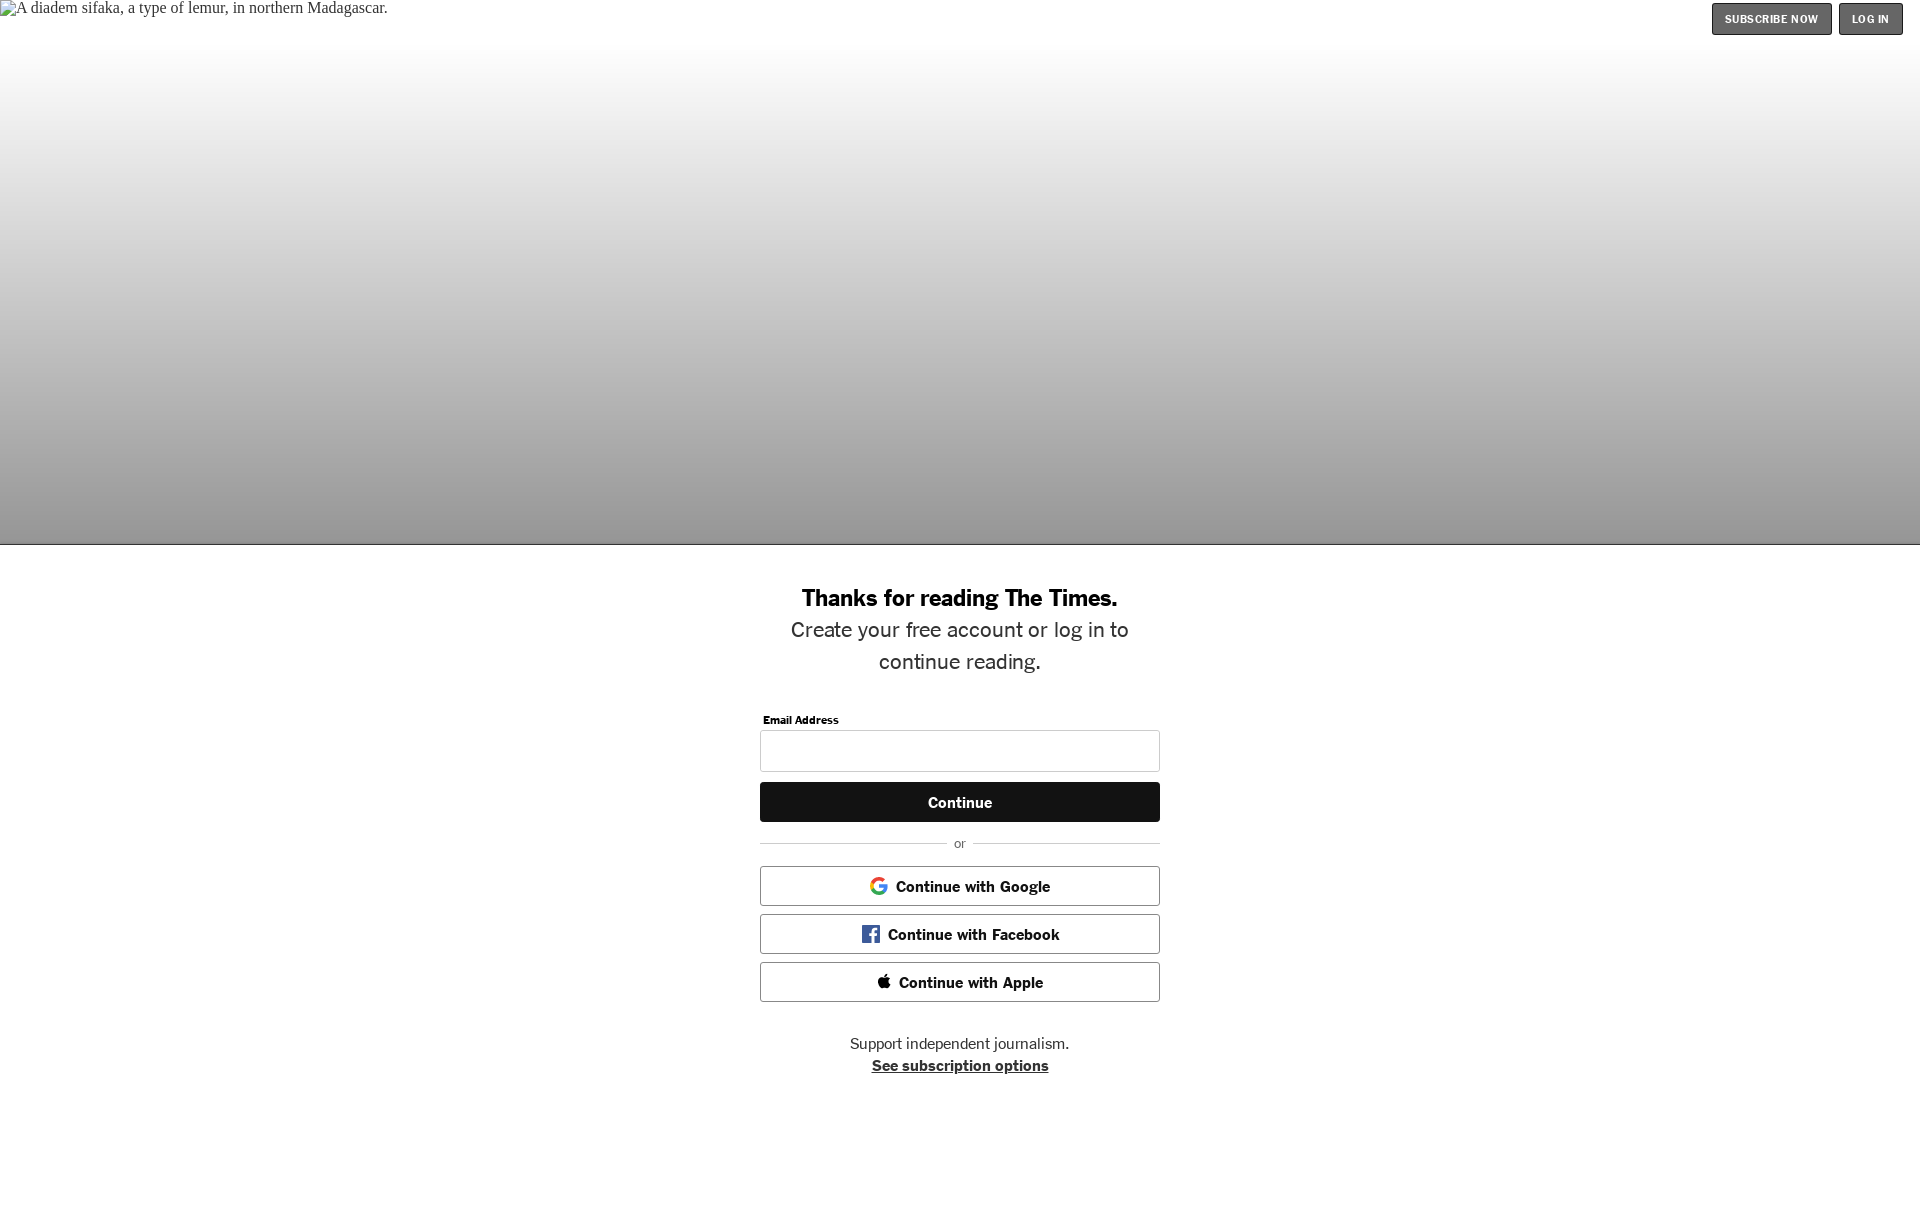 A diadem sifaka, a type of lemur, in northern Madagascar.
SUBSCRIBE NOW
LOG IN
Thanks for reading The Times.
Create your free account or log in to
continue reading.
Email Address
Continue
or
Continue with Google
Continue with Facebook
Continue with Apple
Support independent journalism.
See subscription options